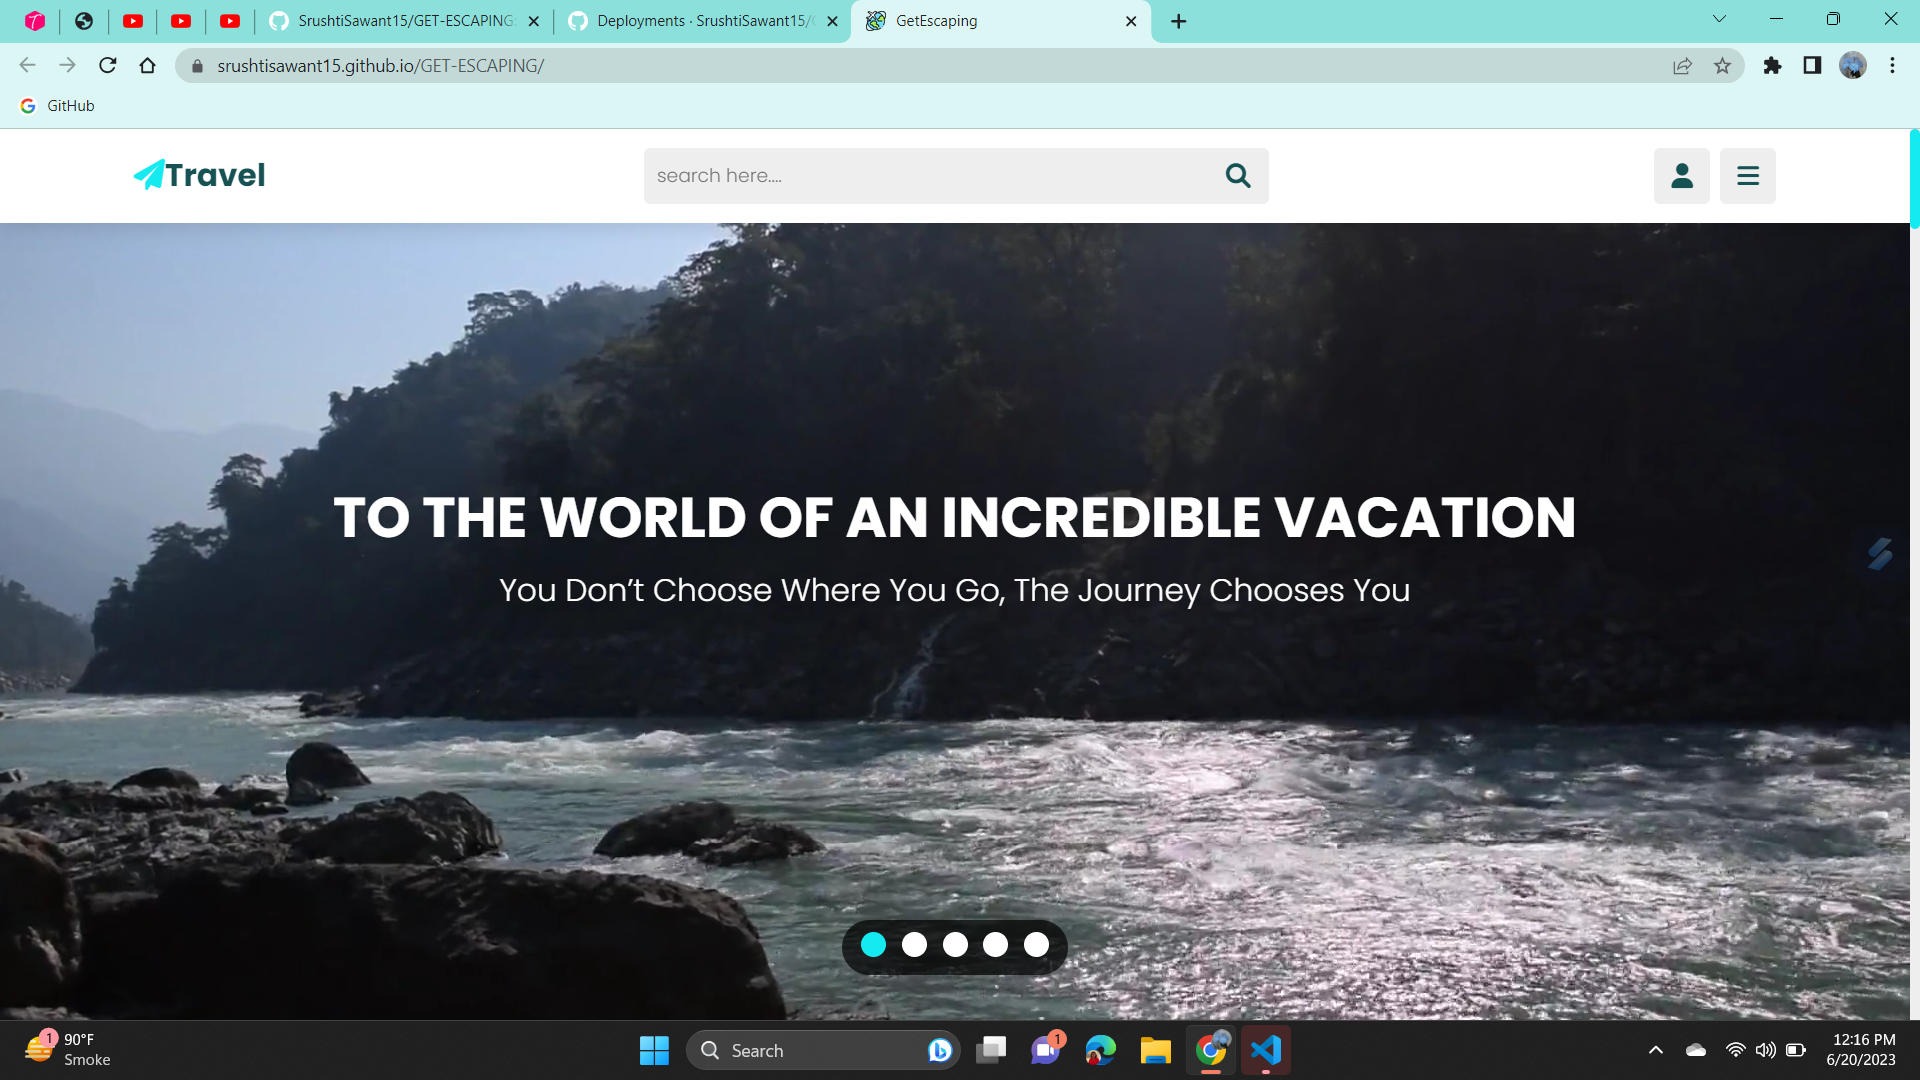 SrushtiSawant15/GET-ESCAPING:
Deployments · SrushtiSawant15/
GetEscaping
srushtisawant15.github.io/GET-ESCAPING/
GitHub
Travel
search here....
TO THE WORLD OF AN INCREDIBLE VACATION
You Don’t Choose Where You Go, The Journey Chooses You
1
90°F
Smoke
Search
1
12:16 PM
6/20/2023